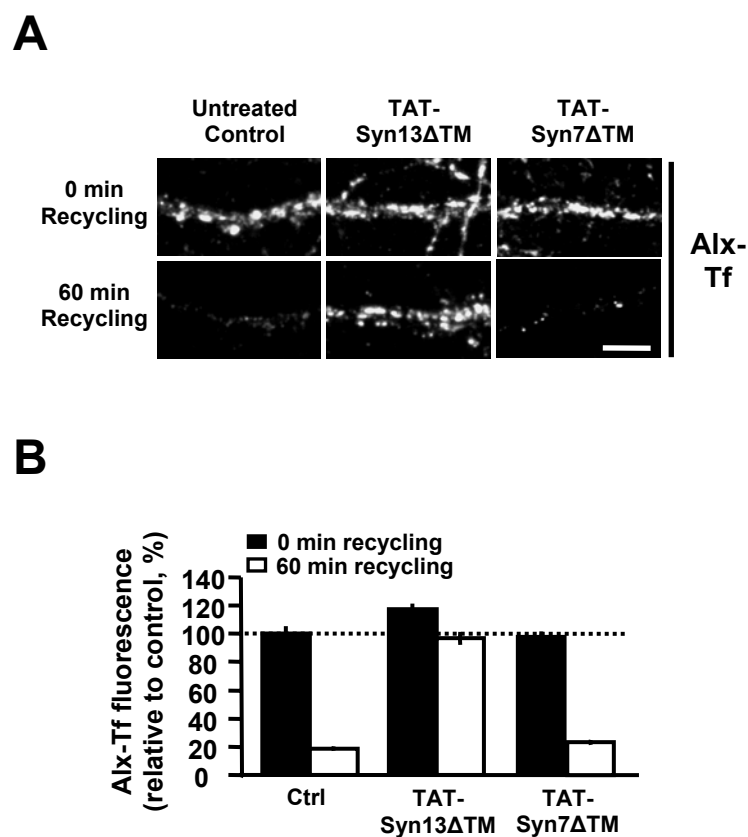 A
Untreated
Control
TAT-
Syn13ΔTM
TAT-
Syn7ΔTM
0 min
Recycling
60 min
Recycling
Alx-
Tf
B
Alx-Tf fluorescence
(relative to control, %)
0 min recycling
60 min recycling
140
120
100
80
60
40
20
0
Ctrl
TAT-
Syn13ΔTM
TAT-
Syn7ΔTM